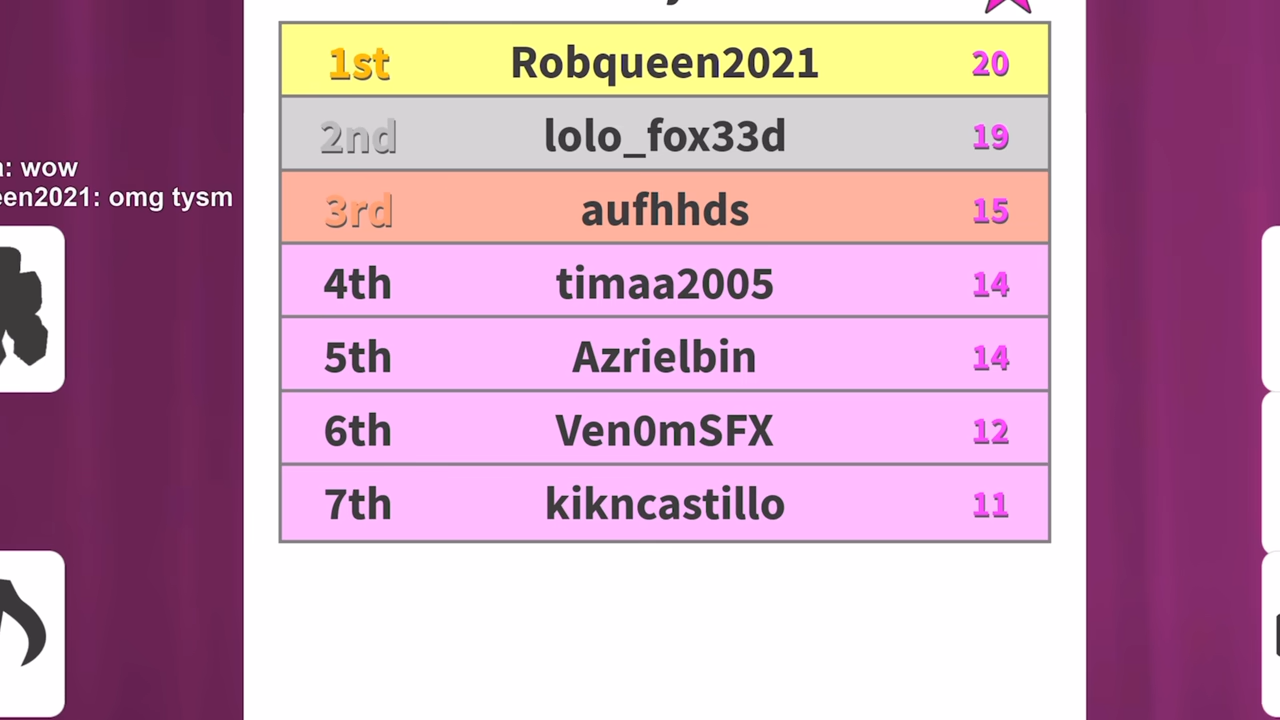 1st Robqueen2021 20
2nd lolo_fox33d 19
: wow
een2021: omg tysm
3rd aufhhds 15
4th timaa2005 14
5th Azrielbin 14
6th Ven0mSFX 12
7th kikncastillo 11